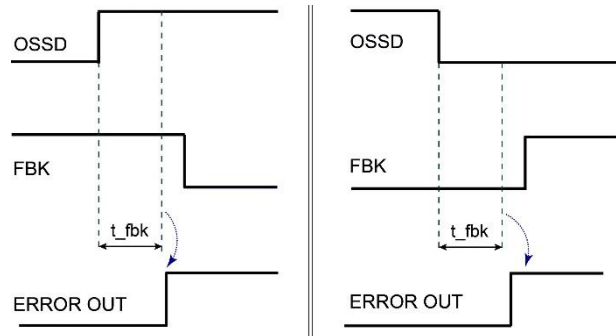 OSSD
FBK
t_fbk
ERROR OUT
OSSD
FBK
t_fbk
ERROR OUT